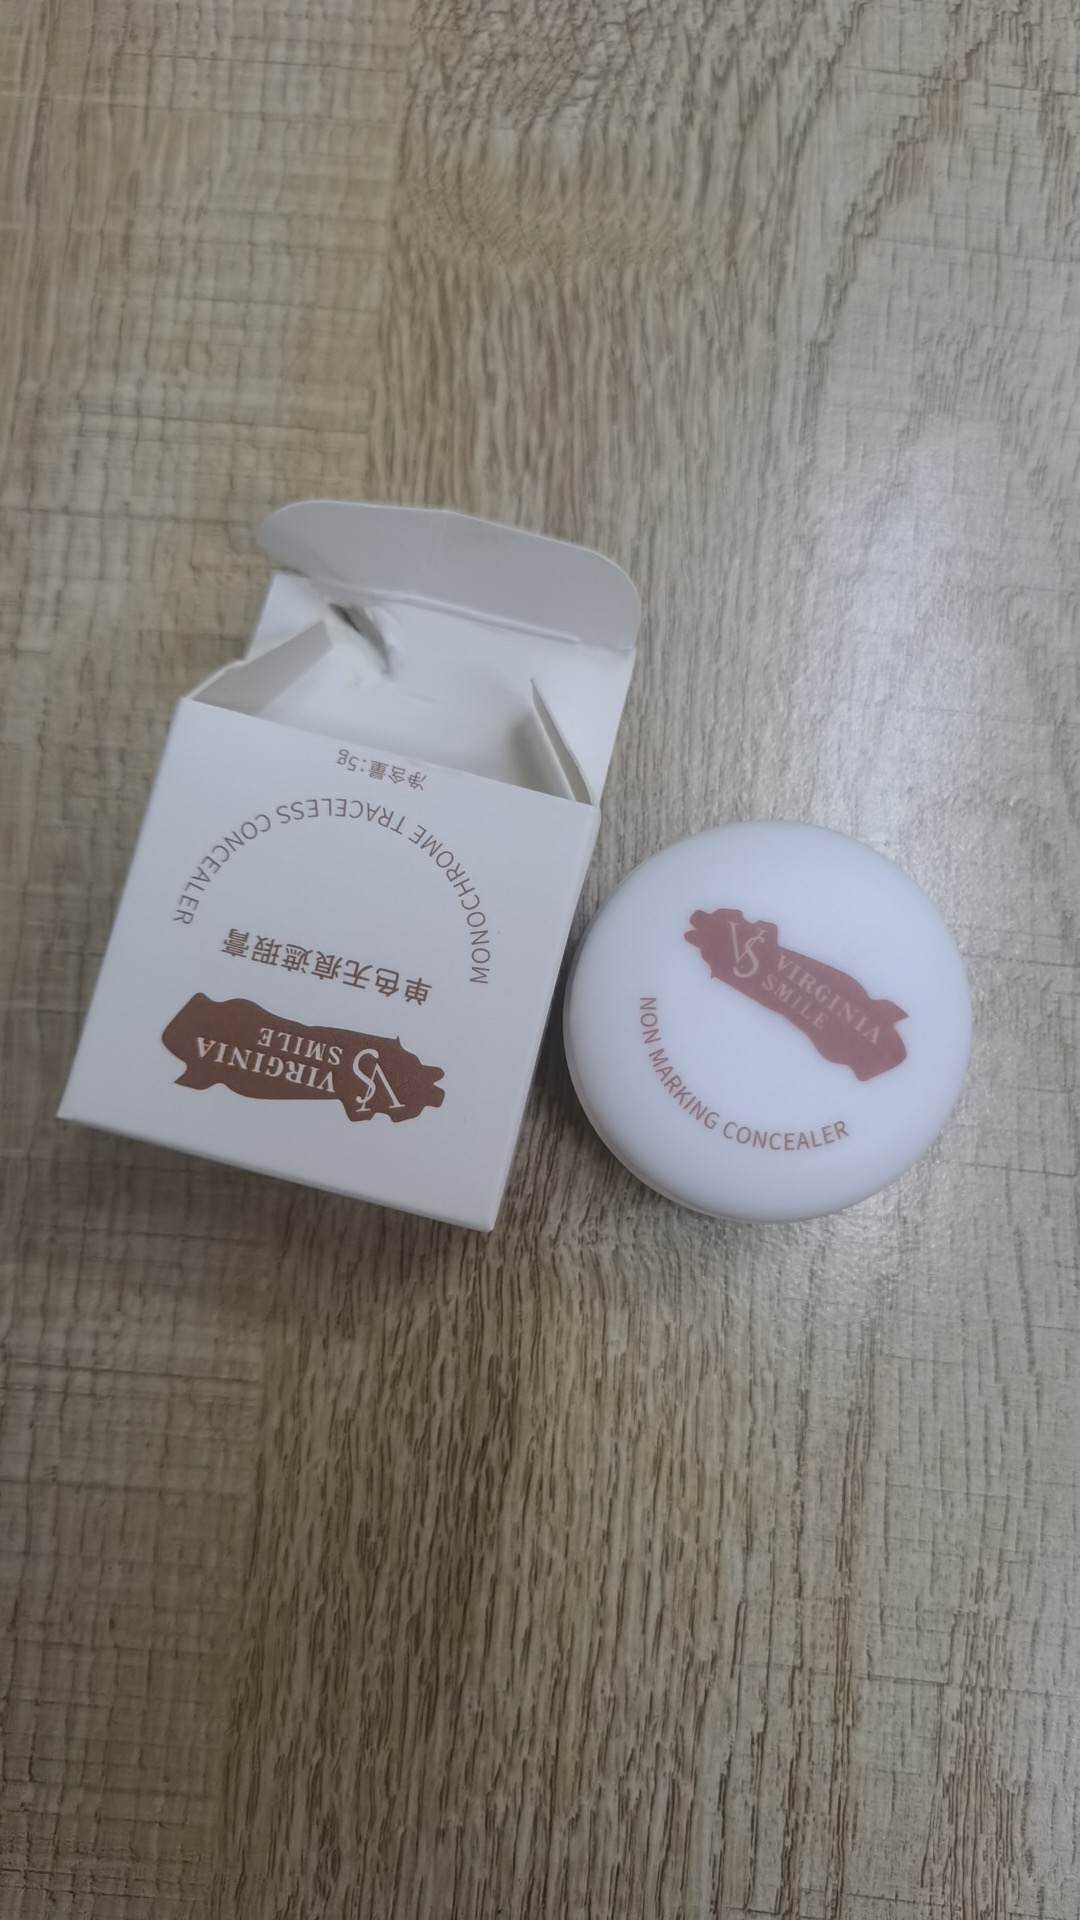 VS VIRGINIA
SMILE
单色无痕遮瑕膏
MONOCHROME TRACELESS CONCEALER
净含量:5g
VS VIRGINIA
SMILE
NON MARKING CONCEALER